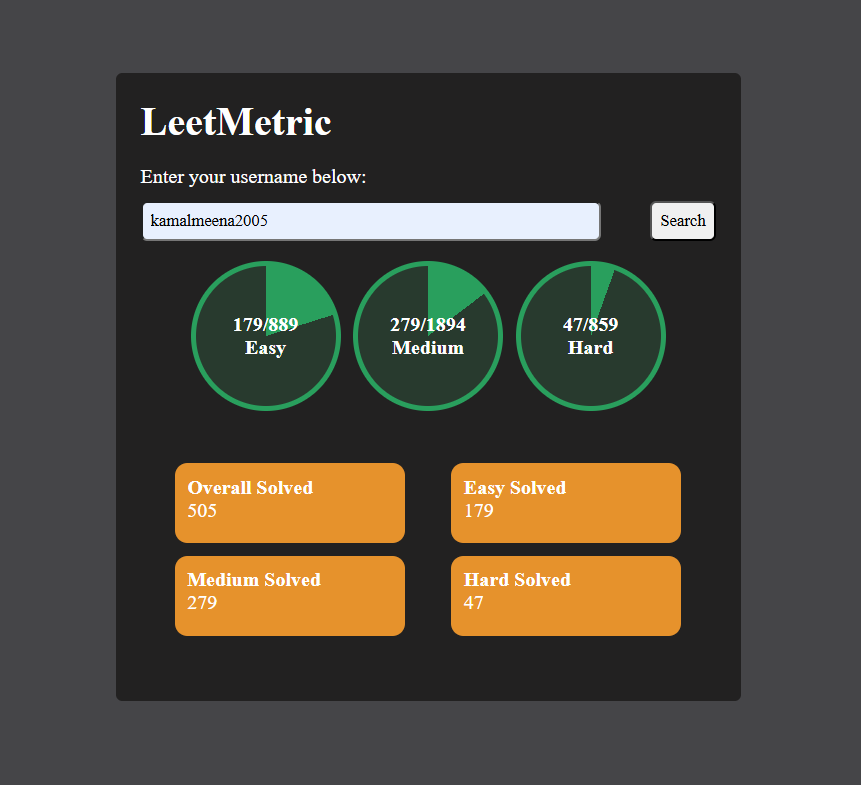 LeetMetric
Enter your username below:
kamalmeena2005
Search
179/889
Easy
279/1894
Medium
47/859
Hard
Overall Solved
505
Easy Solved
179
Medium Solved
279
Hard Solved
47